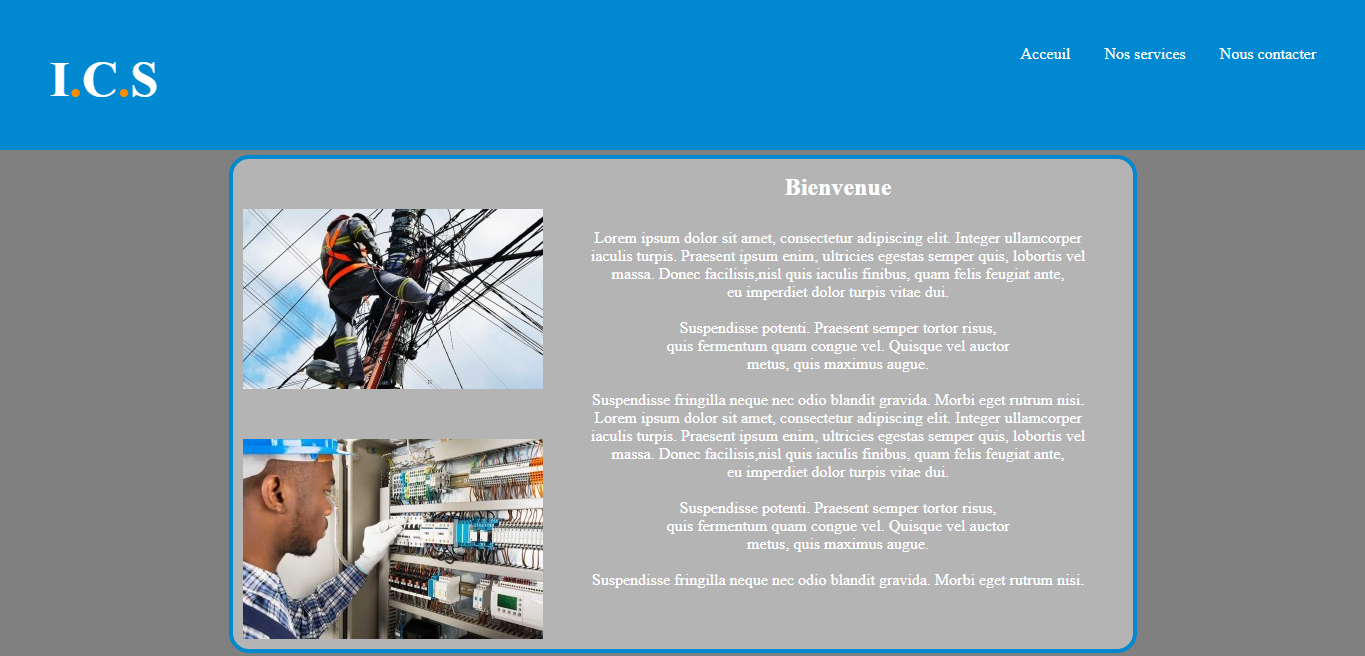 I.C.S
Acceuil Nos services Nous contacter
Bienvenue
Lorem ipsum dolor sit amet, consectetur adipiscing elit. Integer ullamcorper
iaculis turpis. Praesent ipsum enim, ultricies egestas semper quis, lobortis vel
massa. Donec facilisis,nisl quis iaculis finibus, quam felis feugiat ante,
eu imperdiet dolor turpis vitae dui.
Suspendisse potenti. Praesent semper tortor risus,
quis fermentum quam congue vel. Quisque vel auctor
metus, quis maximus augue.
Suspendisse fringilla neque nec odio blandit gravida. Morbi eget rutrum nisi.
Lorem ipsum dolor sit amet, consectetur adipiscing elit. Integer ullamcorper
iaculis turpis. Praesent ipsum enim, ultricies egestas semper quis, lobortis vel
massa. Donec facilisis,nisl quis iaculis finibus, quam felis feugiat ante,
eu imperdiet dolor turpis vitae dui.
Suspendisse potenti. Praesent semper tortor risus,
quis fermentum quam congue vel. Quisque vel auctor
metus, quis maximus augue.
Suspendisse fringilla neque nec odio blandit gravida. Morbi eget rutrum nisi.